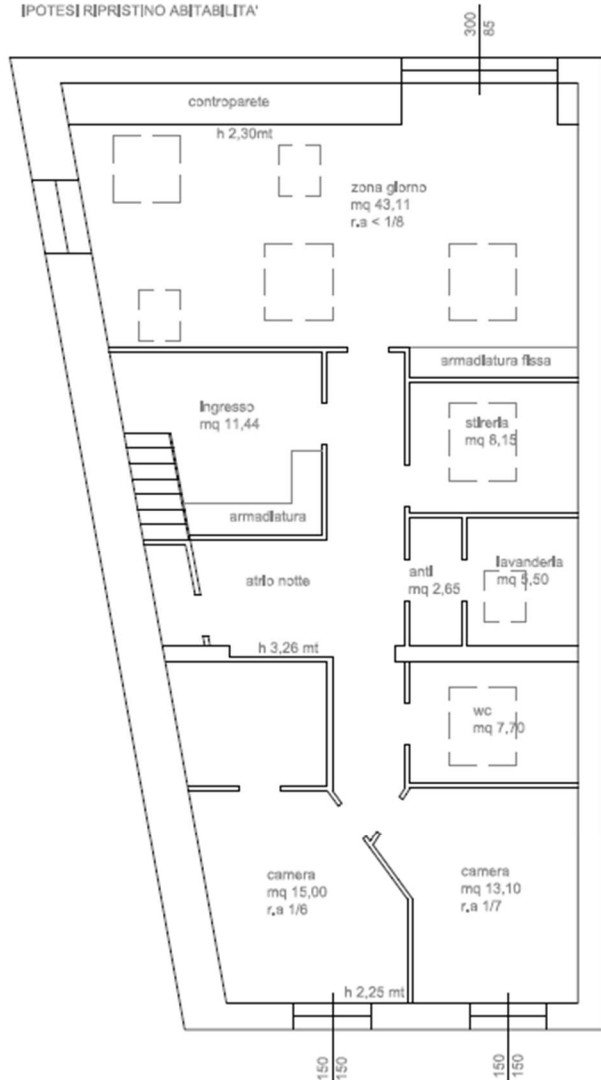 IPOTESI RIPRISTINO ABITABILITA'
300
85
controparete
h 2,30mt
zona giorno
mq 43,11
r.a < 1/8
armadiatura fissa
ingresso
mq 11,44
stireria
mq 8,15
armadiatura
atrio notte
anti
mq 2,65
lavanderia
mq 5,50
h 3,26 mt
wc
mq 7,70
camera
mq 15,00
r.a 1/6
camera
mq 13,10
r.a 1/7
h 2,25 mt
150
150
150
150